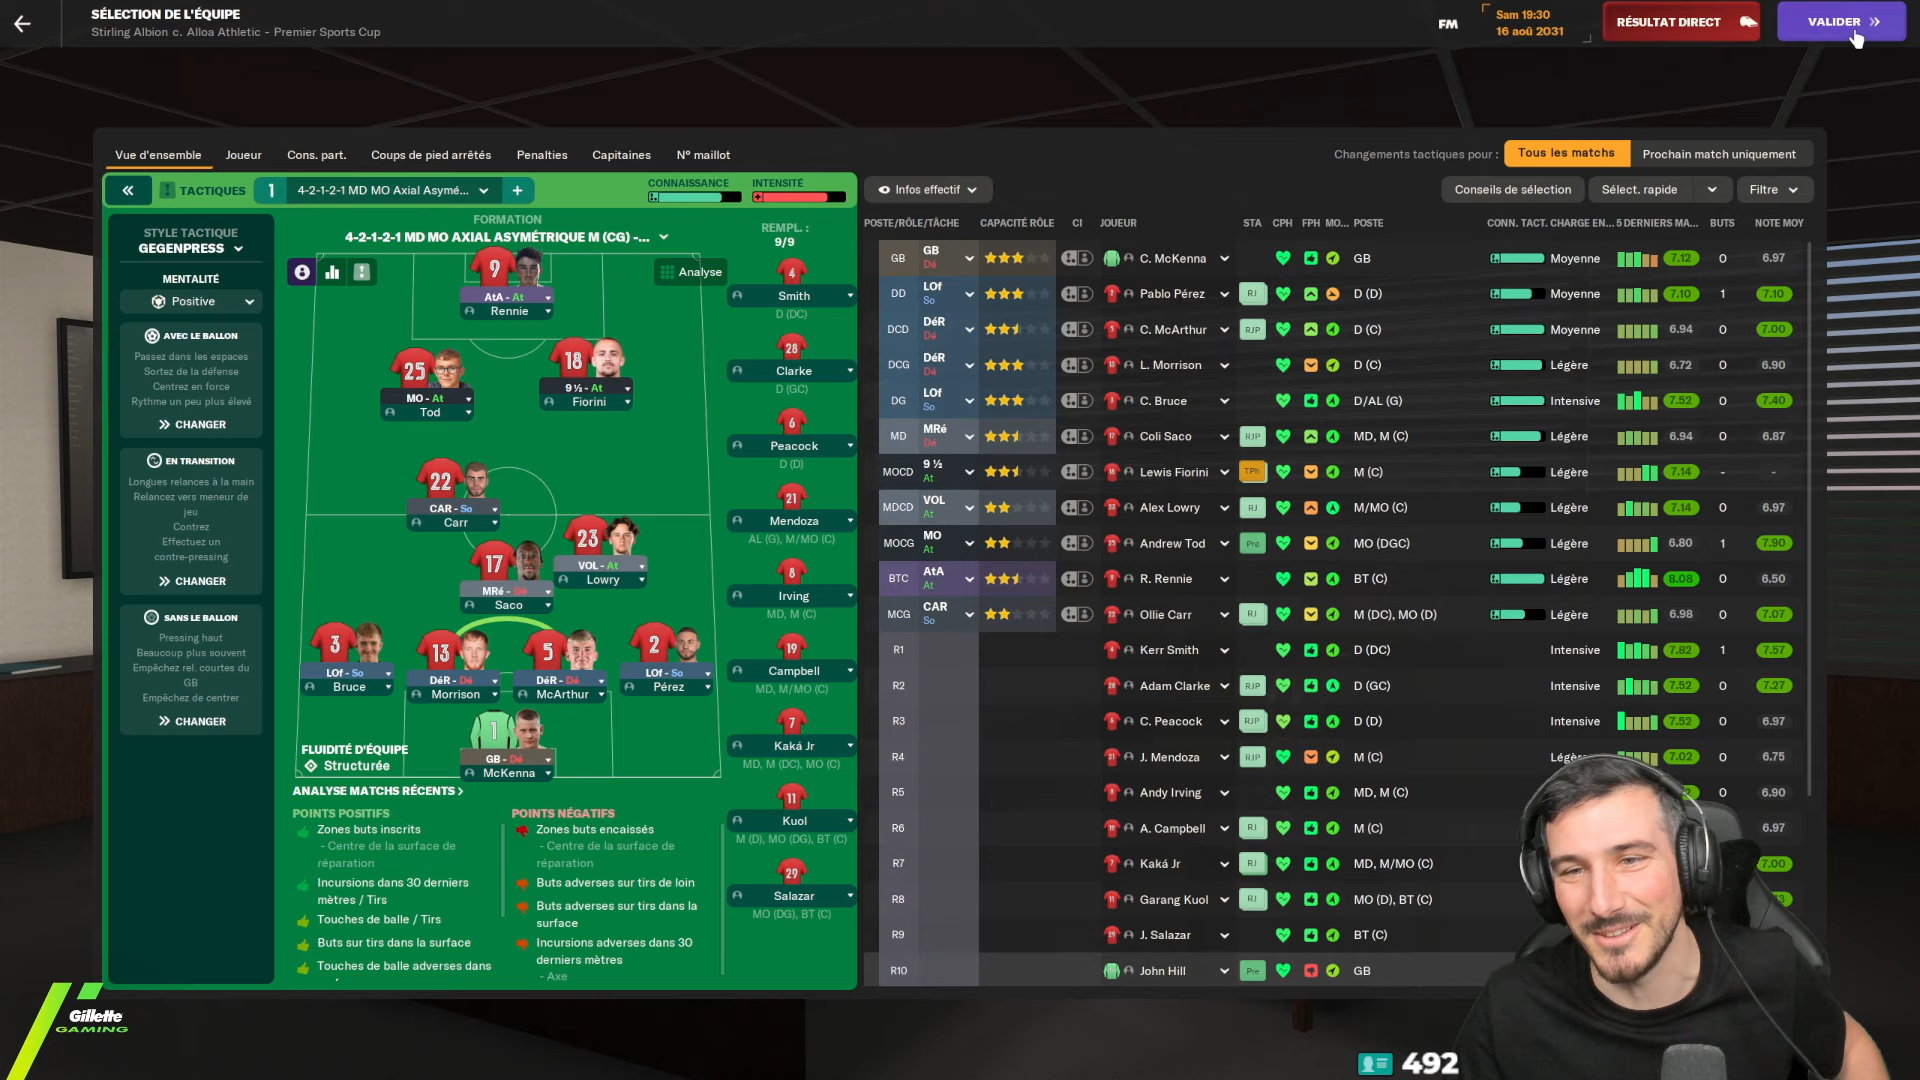 SÉLECTION DE L'ÉQUIPE
Stirling Albion c. Alloa Athletic - Premier Sports Cup
FM
Sam 19:30
16 aoû 2031
RÉSULTAT DIRECT
VALIDER
Vue d'ensemble
Joueur
Cons. part.
Coups de pied arrêtés
Penalties
Capitaines
N° maillot
Changements tactiques pour :
Tous les matchs
Prochain match uniquement
TACTIQUES
1
4-2-1-2-1 MD MO Axial Asymé...
CONNAISSANCE
INTENSITÉ
Infos effectif
Conseils de sélection
Sélect. rapide
Filtre
STYLE TACTIQUE
GEGENPRESS
MENTALITÉ
Positive
AVEC LE BALLON
Passez dans les espaces
Sortez de la défense
Centrez en force
Rythme un peu plus élevé
CHANGER
EN TRANSITION
Longues relances à la main
Relancez vers meneur de
jeu
Contrez
Effectuez un
contre-pressing
CHANGER
SANS LE BALLON
Pressing haut
Beaucoup plus souvent
Empêchez rel. courtes du
GB
Empêchez de centrer
CHANGER
FORMATION
4-2-1-2-1 MD MO AXIAL ASYMÉTRIQUE M (CG) -...
Analyse
9
AtA - At
Rennie
25
MO - At
Tod
18
9 ½ - At
Fiorini
22
CAR - So
Carr
23
VOL - At
Lowry
17
MRé - Dé
Saco
3
LOf - So
Bruce
13
DéR - Dé
Morrison
5
DéR - Dé
McArthur
2
LOf - So
Pérez
1
GB - Dé
McKenna
FLUIDITÉ D'ÉQUIPE
Structurée
ANALYSE MATCHS RÉCENTS >
POINTS POSITIFS
Zones buts inscrits
- Centre de la surface de
réparation
Incursions dans 30 derniers
mètres / Tirs
Touches de balle / Tirs
Buts sur tirs dans la surface
Touches de balle adverses dans
POINTS NÉGATIFS
Zones buts encaissés
- Centre de la surface de
réparation
Buts adverses sur tirs de loin
Buts adverses sur tirs dans la
surface
Incursions adverses dans 30
derniers mètres
- Axe
REMPL. :
9/9
4
Smith
D (DC)
28
Clarke
D (GC)
6
Peacock
D (D)
21
Mendoza
AL (G), M/MO (C)
8
Irving
MD, M (C)
19
Campbell
MD, M/MO (C)
7
Kaká Jr
MD, M (DC), MO (C)
11
Kuol
M (D), MO (DG), BT (C)
29
Salazar
MO (DG), BT (C)
POSTE/RÔLE/TÂCHE CAPACITÉ RÔLE CI JOUEUR STA CPH FPH MO... POSTE CONN. TACT. CHARGE EN... 5 DERNIERS MA... BUTS NOTE MOY
GB GB Dé C. McKenna GB Moyenne 7.12 0 6.97
DD LOf So Pablo Pérez RJ D (D) Moyenne 7.10 1 7.10
DCD DéR Dé C. McArthur RJP D (C) Moyenne 6.94 0 7.00
DCG DéR Dé L. Morrison D (C) Légère 6.72 0 6.90
DG LOf So C. Bruce D/AL (G) Intensive 7.52 0 7.40
MD MRé Dé Coli Saco RJP MD, M (C) Légère 6.94 0 6.87
MOCD 9 ½ At Lewis Fiorini TPh M (C) Légère 7.14 - -
MDCD VOL At Alex Lowry RJ M/MO (C) Légère 7.14 0 6.97
MOCG MO At Andrew Tod Pre MO (DGC) Légère 6.80 1 7.90
BTC AtA At R. Rennie BT (C) Légère 8.08 0 6.50
MCG CAR So Ollie Carr RJ M (DC), MO (D) Légère 6.98 0 7.07
R1 Kerr Smith D (DC) Intensive 7.82 1 7.57
R2 Adam Clarke RJP D (GC) Intensive 7.52 0 7.27
R3 C. Peacock RJP D (D) Intensive 7.52 0 6.97
R4 J. Mendoza RJP M (C) Légère 7.02 0 6.75
R5 Andy Irving MD, M (C) 0 6.90
R6 A. Campbell RJ M (C) 6.97
R7 Kaká Jr RJ MD, M/MO (C) 7.00
R8 Garang Kuol RJ MO (D), BT (C)
R9 J. Salazar BT (C)
R10 John Hill Pre GB
Gillette
GAMING
492